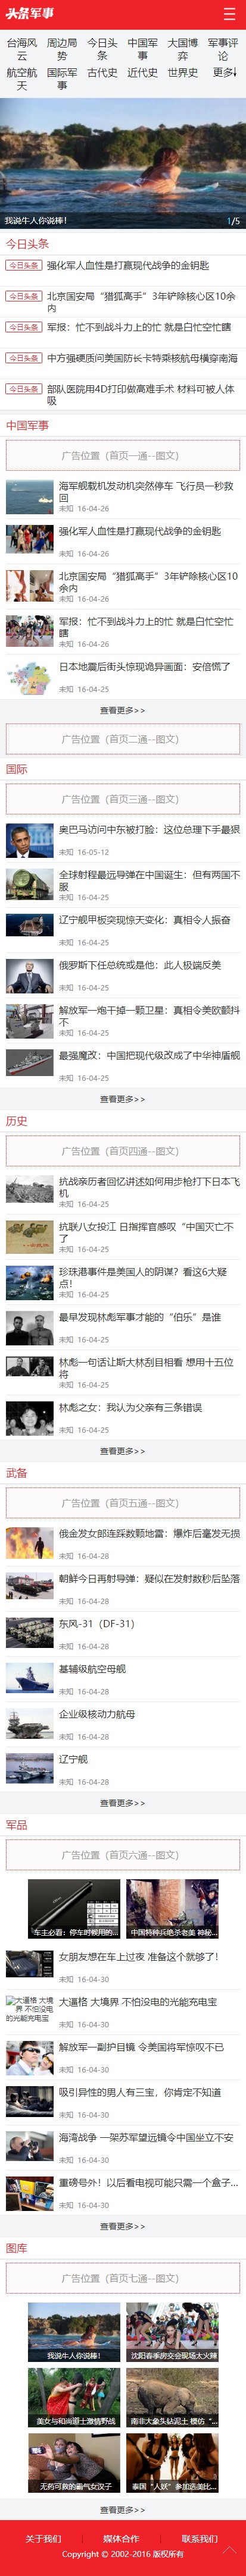 头条军事
台海风云 周边局势 今日头条 中国军事 大国博弈 军事评论
航空航天 国际军事 古代史 近代史 世界史 更多
我说牛人你说棒！ 1/5
今日头条
今日头条 强化军人血性是打赢现代战争的金钥匙
今日头条 北京国安局“猎狐高手”3年铲除核心区10余
内
今日头条 军报：忙不到战斗力上的忙 就是白忙空忙瞎
今日头条 中方强硬质问美国防长卡特乘核航母横穿南海
今日头条 部队医院用4D打印做高难手术 材料可被人体
吸
中国军事
广告位置（首页一通--图文）
海军舰载机发动机突然停车 飞行员一秒救
回
未知 16-04-26
强化军人血性是打赢现代战争的金钥匙
未知 16-04-26
北京国安局“猎狐高手”3年铲除核心区10
余内
未知 16-04-26
军报：忙不到战斗力上的忙 就是白忙空忙
瞎
未知 16-04-26
日本地震后街头惊现诡异画面：安倍慌了
未知 16-04-25
查看更多>>
广告位置（首页二通--图文）
国际
广告位置（首页三通--图文）
奥巴马访问中东被打脸：这位总理下手最狠
未知 16-05-12
全球射程最远导弹在中国诞生：但有两国不
服
未知 16-04-25
辽宁舰甲板突现惊天变化：真相令人振奋
未知 16-04-25
俄罗斯下任总统或是他：此人极端反美
未知 16-04-25
解放军一炮干掉一颗卫星：真相令美欧颤抖
不
未知 16-04-25
最强魔改：中国把现代级改成了中华神盾舰
未知 16-04-25
查看更多>>
历史
广告位置（首页四通--图文）
抗战亲历者回忆讲述如何用步枪打下日本飞
机
未知 16-04-25
抗联八女投江 日指挥官感叹“中国灭亡不
了
未知 16-04-25
珍珠港事件是美国人的阴谋？看这6大疑
点！
未知 16-04-25
最早发现林彪军事才能的“伯乐”是谁
未知 16-04-25
林彪一句话让斯大林刮目相看 想用十五位
将
未知 16-04-25
林彪之女：我认为父亲有三条错误
未知 16-04-25
查看更多>>
武备
广告位置（首页五通--图文）
俄金发女郎连踩数颗地雷：爆炸后毫发无损
未知 16-04-28
朝鲜今日再射导弹：疑似在发射数秒后坠落
未知 16-04-28
东风-31（DF-31）
未知 16-04-28
基辅级航空母舰
未知 16-04-28
企业级核动力航母
未知 16-04-28
辽宁舰
未知 16-04-28
查看更多>>
军品
广告位置（首页六通--图文）
车主必看：停车时候用的... 中国特种兵绝杀老美 神秘...
女朋友想在车上过夜 准备这个就够了！
未知 16-04-30
大逼格 大境界 不怕没电的光能充电宝
大逼格 大境界 不怕没电的光能充电宝
未知 16-04-30
解放军一副护目镜 令美国将军惊叹不已
未知 16-04-30
吸引异性的男人有三宝，你肯定不知道
未知 16-04-30
海湾战争 一架苏军望远镜令中国坐立不安
未知 16-04-30
重磅号外！以后看电视可能只需一个盒子...
未知 16-04-30
查看更多>>
图库
广告位置（首页七通--图文）
我说牛人你说棒！ 沈阳春季房交会现场太火辣
美女与和尚道士激情野战 南非大象头钻泥土 模仿“...
无药可救的霸气女汉子 泰国“人妖”参加选美比...
查看更多>>
关于我们 媒体合作 联系我们
Copyright © 2002-2016 版权所有